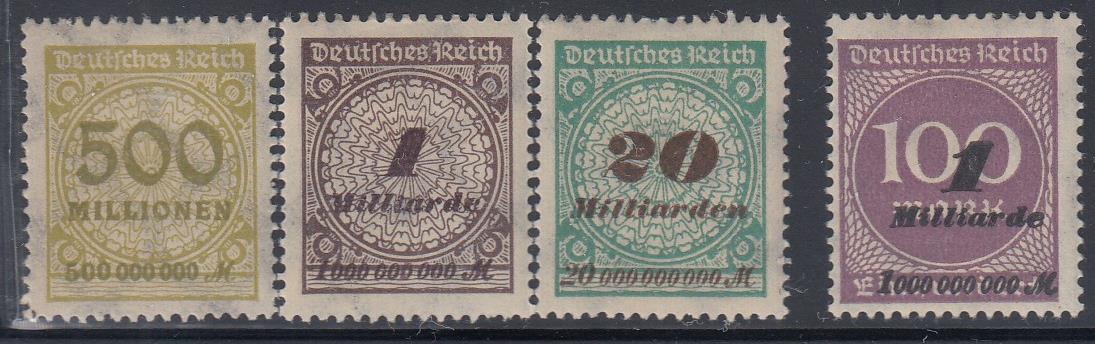 Deutsches Reich
500
MILLIONEN
500 000 000 M
Deutsches Reich
1
Milliarde
1 000 000 000 M
Deutsches Reich
20
Milliarden
20 000 000 000 M
Deutsches Reich
100
MARK
1
Milliarde
1 000 000 000 M